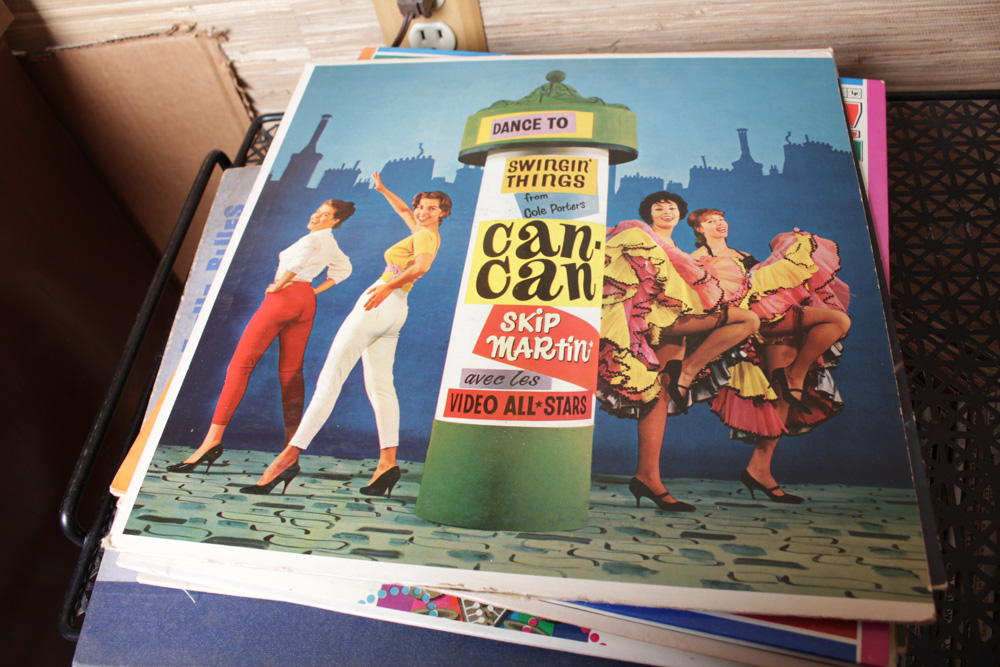 DANCE TO
SWINGIN'
THINGS
from
Cole Porter's
can·
can
SKIP
MARTIN
avec les
VIDEO ALL★STARS